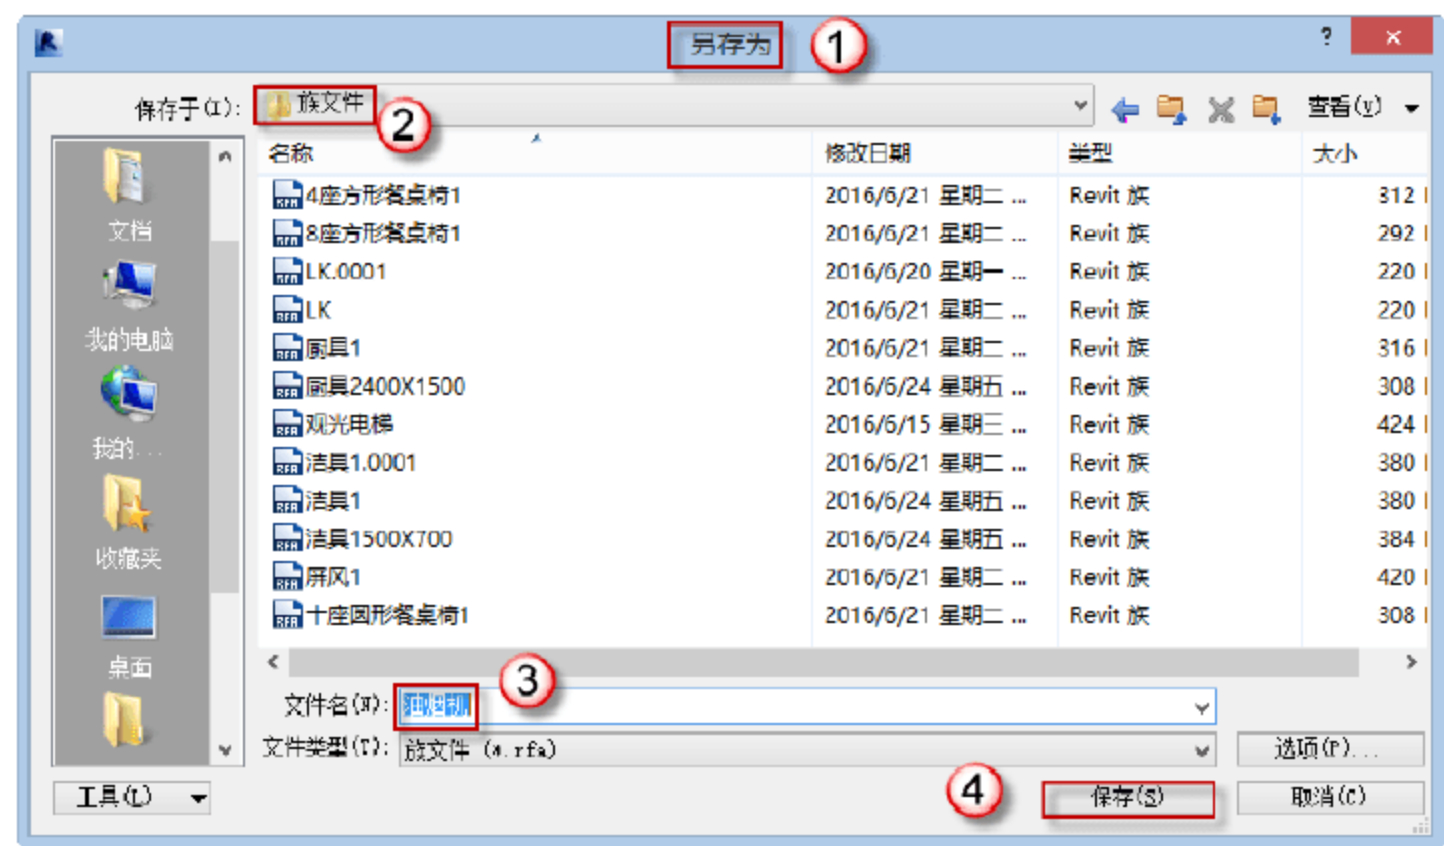 另存为 1
?
保存于(I): 族文件 2 查看(V)
名称 修改日期 类型 大小
4座方形餐桌椅1 2016/6/21 星期二 ... Revit 族 312
8座方形餐桌椅1 2016/6/21 星期二 ... Revit 族 292
LK.0001 2016/6/20 星期一 ... Revit 族 220
LK 2016/6/21 星期二 ... Revit 族 220
厨具1 2016/6/21 星期二 ... Revit 族 316
厨具2400X1500 2016/6/24 星期五 ... Revit 族 308
观光电梯 2016/6/15 星期三 ... Revit 族 424
洁具1.0001 2016/6/21 星期二 ... Revit 族 380
洁具1 2016/6/24 星期五 ... Revit 族 380
洁具1500X700 2016/6/24 星期五 ... Revit 族 384
屏风1 2016/6/21 星期二 ... Revit 族 420
十座圆形餐桌椅1 2016/6/21 星期二 ... Revit 族 308
文档
我的电脑
我的...
收藏夹
桌面
3
文件名(N): 油烟机
文件类型(T): 族文件 (*.rfa) 选项(P)...
工具(L) 4 保存(S) 取消(C)